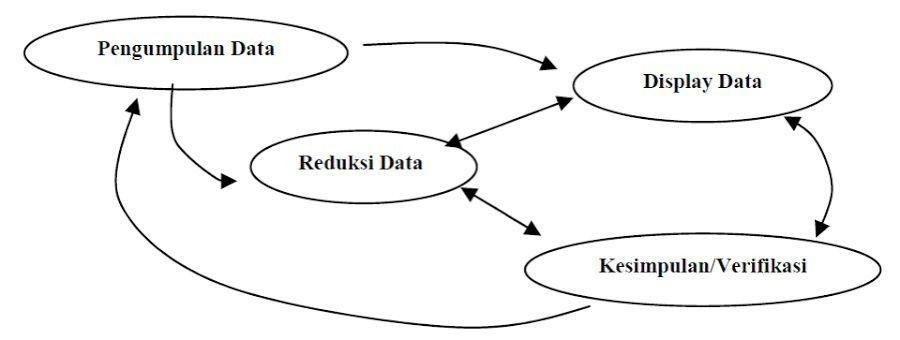 Pengumpulan Data
Display Data
Reduksi Data
Kesimpulan/Verifikasi